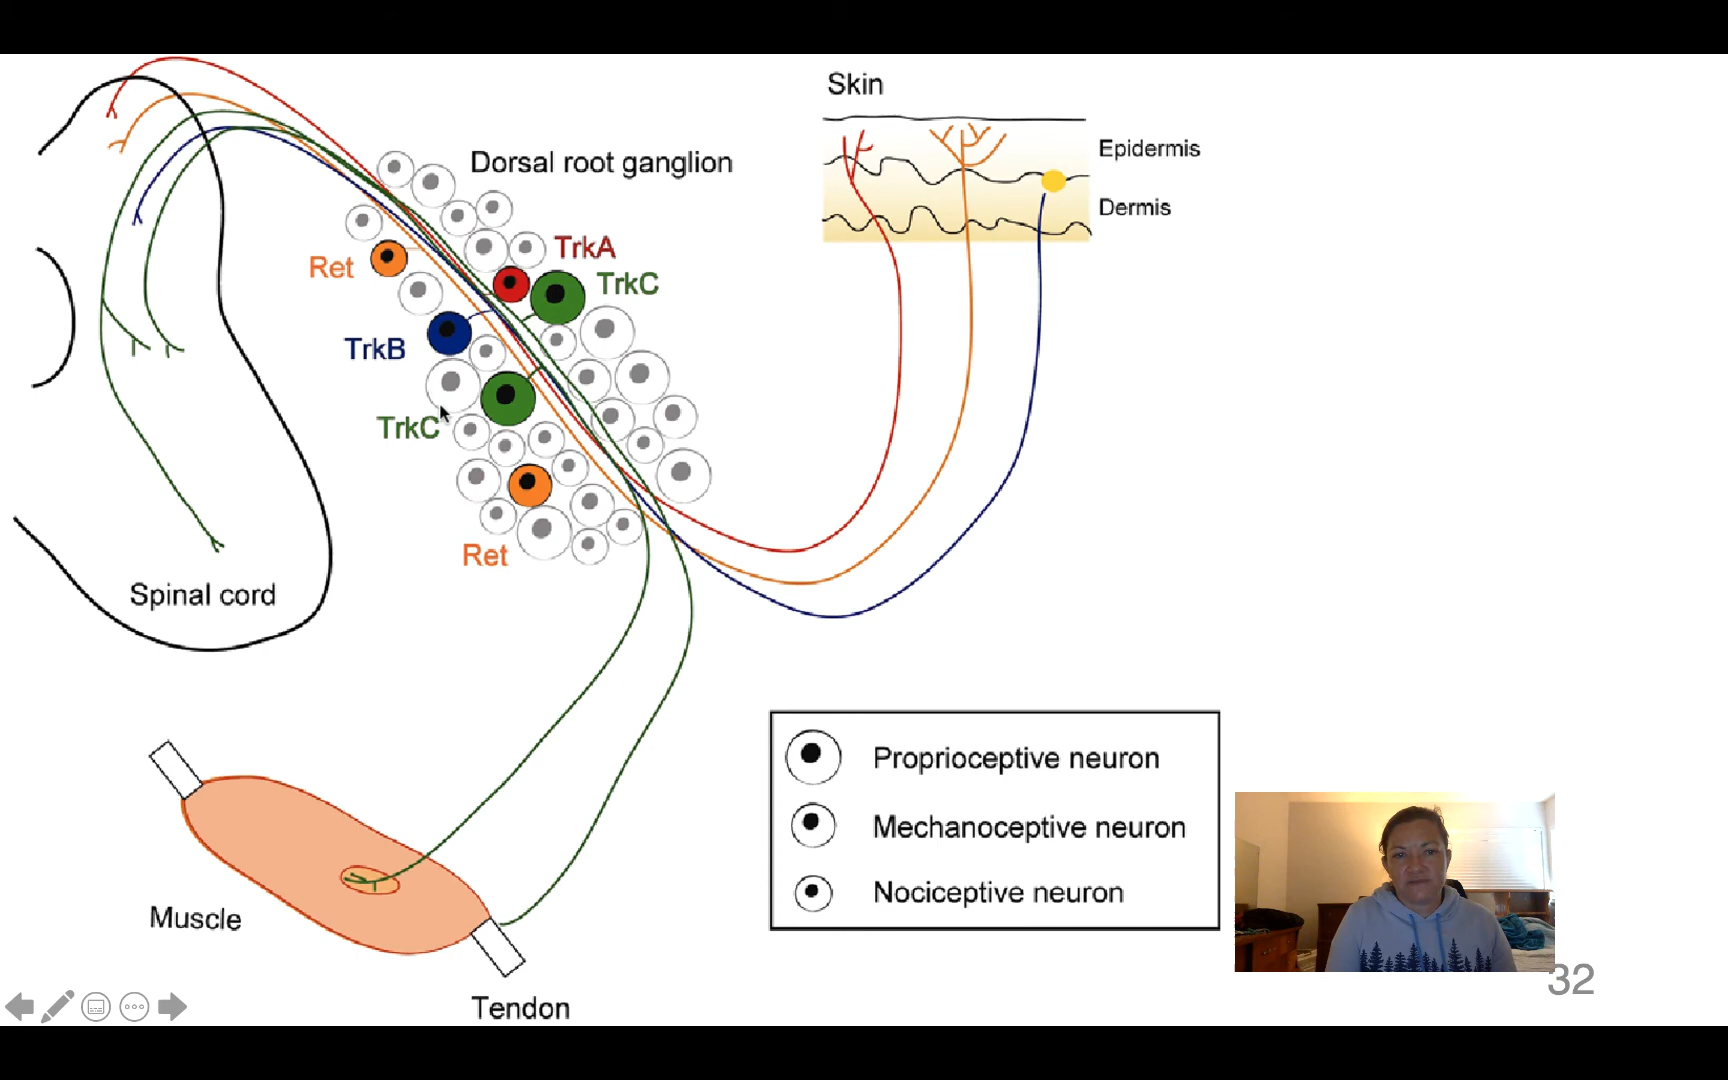 Skin
Epidermis
Dermis
Dorsal root ganglion
TrkA
TrkC
Ret
TrkB
TrkC
Ret
Spinal cord
Muscle
Tendon
Proprioceptive neuron
Mechanoceptive neuron
Nociceptive neuron
32